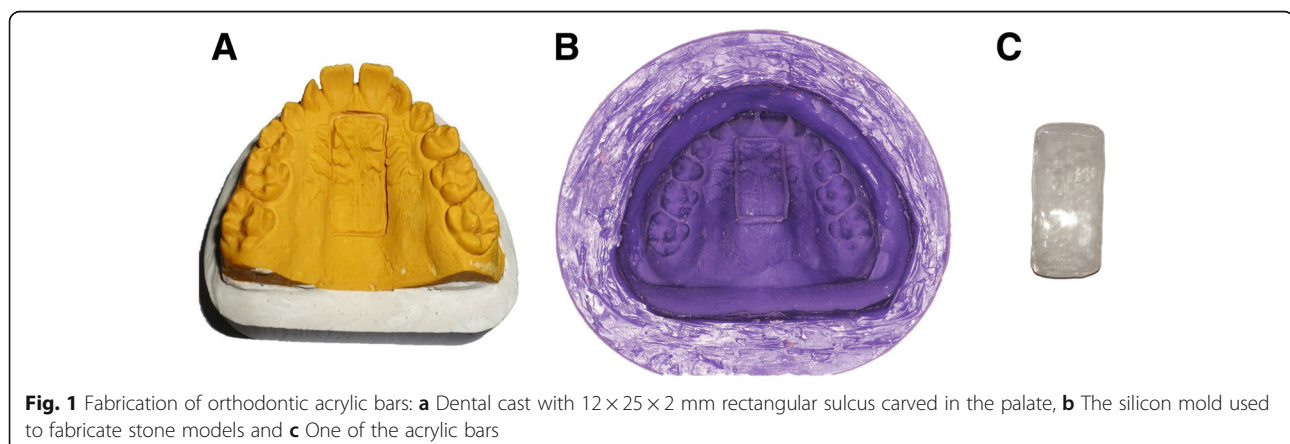 A B C
Fig. 1 Fabrication of orthodontic acrylic bars: a Dental cast with 12 × 25 × 2 mm rectangular sulcus carved in the palate, b The silicon mold used
to fabricate stone models and c One of the acrylic bars